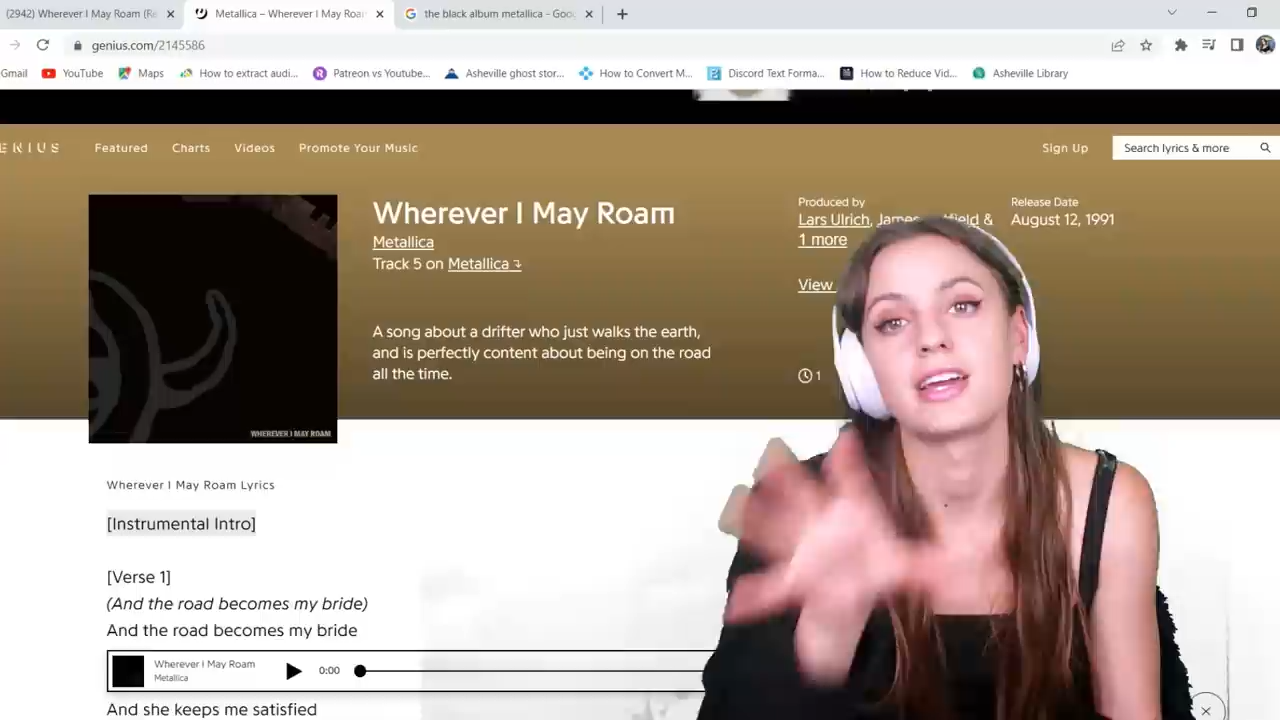 (2942) Wherever I May Roam (Re
Metallica – Wherever I May Roam
the black album metallica - Goog
genius.com/2145586
Gmail YouTube Maps How to extract audi... Patreon vs Youtube... Asheville ghost stor... How to Convert M... Discord Text Forma... How to Reduce Vid... Asheville Library
ENIUS Featured Charts Videos Promote Your Music Sign Up Search lyrics & more
Wherever I May Roam
Metallica
Track 5 on Metallica
A song about a drifter who just walks the earth,
and is perfectly content about being on the road
all the time.
Produced by
Lars Ulrich, James &
1 more
Release Date
August 12, 1991
View
1
WHEREVER I MAY ROAM
Wherever I May Roam Lyrics
[Instrumental Intro]
[Verse 1]
(And the road becomes my bride)
And the road becomes my bride
Wherever I May Roam
Metallica
0:00
And she keeps me satisfied